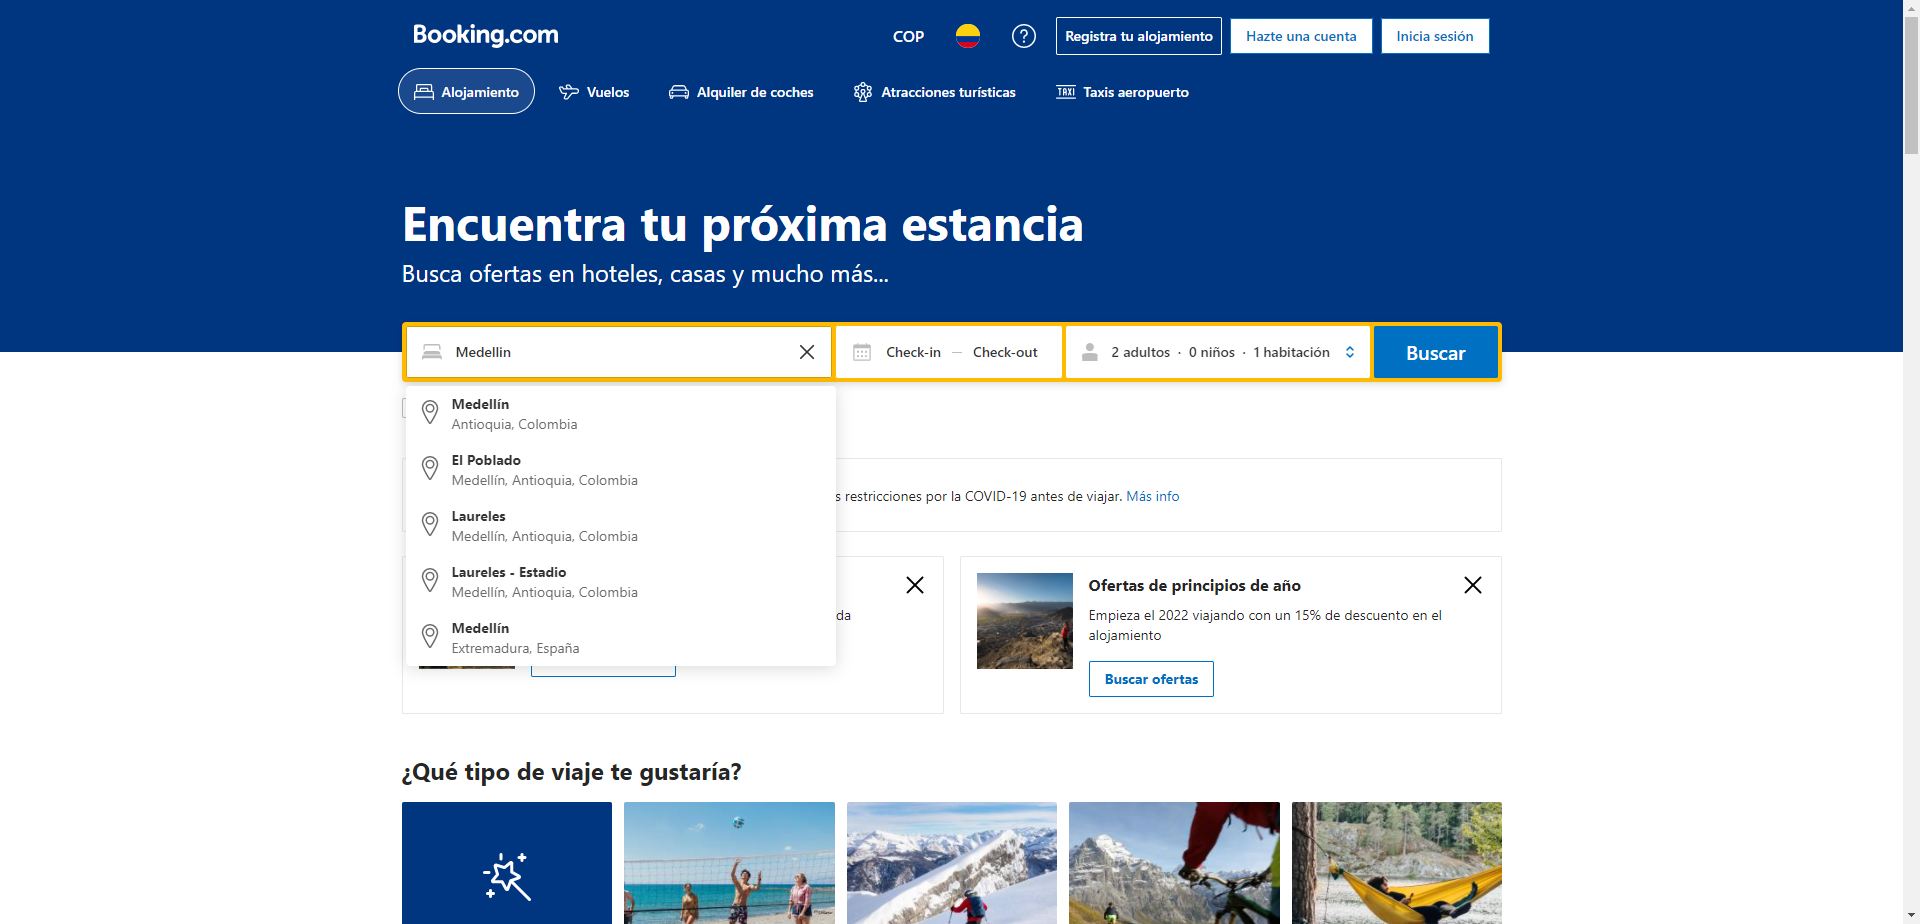 Booking.com
COP
Registra tu alojamiento
Hazte una cuenta
Inicia sesión
Alojamiento
Vuelos
Alquiler de coches
Atracciones turísticas
TAXI
Taxis aeropuerto
Encuentra tu próxima estancia
Busca ofertas en hoteles, casas y mucho más...
Medellin
Check-in — Check-out
2 adultos · 0 niños · 1 habitación
Buscar
Medellín
Antioquia, Colombia
El Poblado
Medellín, Antioquia, Colombia
Laureles
Medellín, Antioquia, Colombia
Laureles - Estadio
Medellín, Antioquia, Colombia
Medellín
Extremadura, España
s restricciones por la COVID-19 antes de viajar. Más info
da
Ofertas de principios de año
Empieza el 2022 viajando con un 15% de descuento en el
alojamiento
Buscar ofertas
¿Qué tipo de viaje te gustaría?